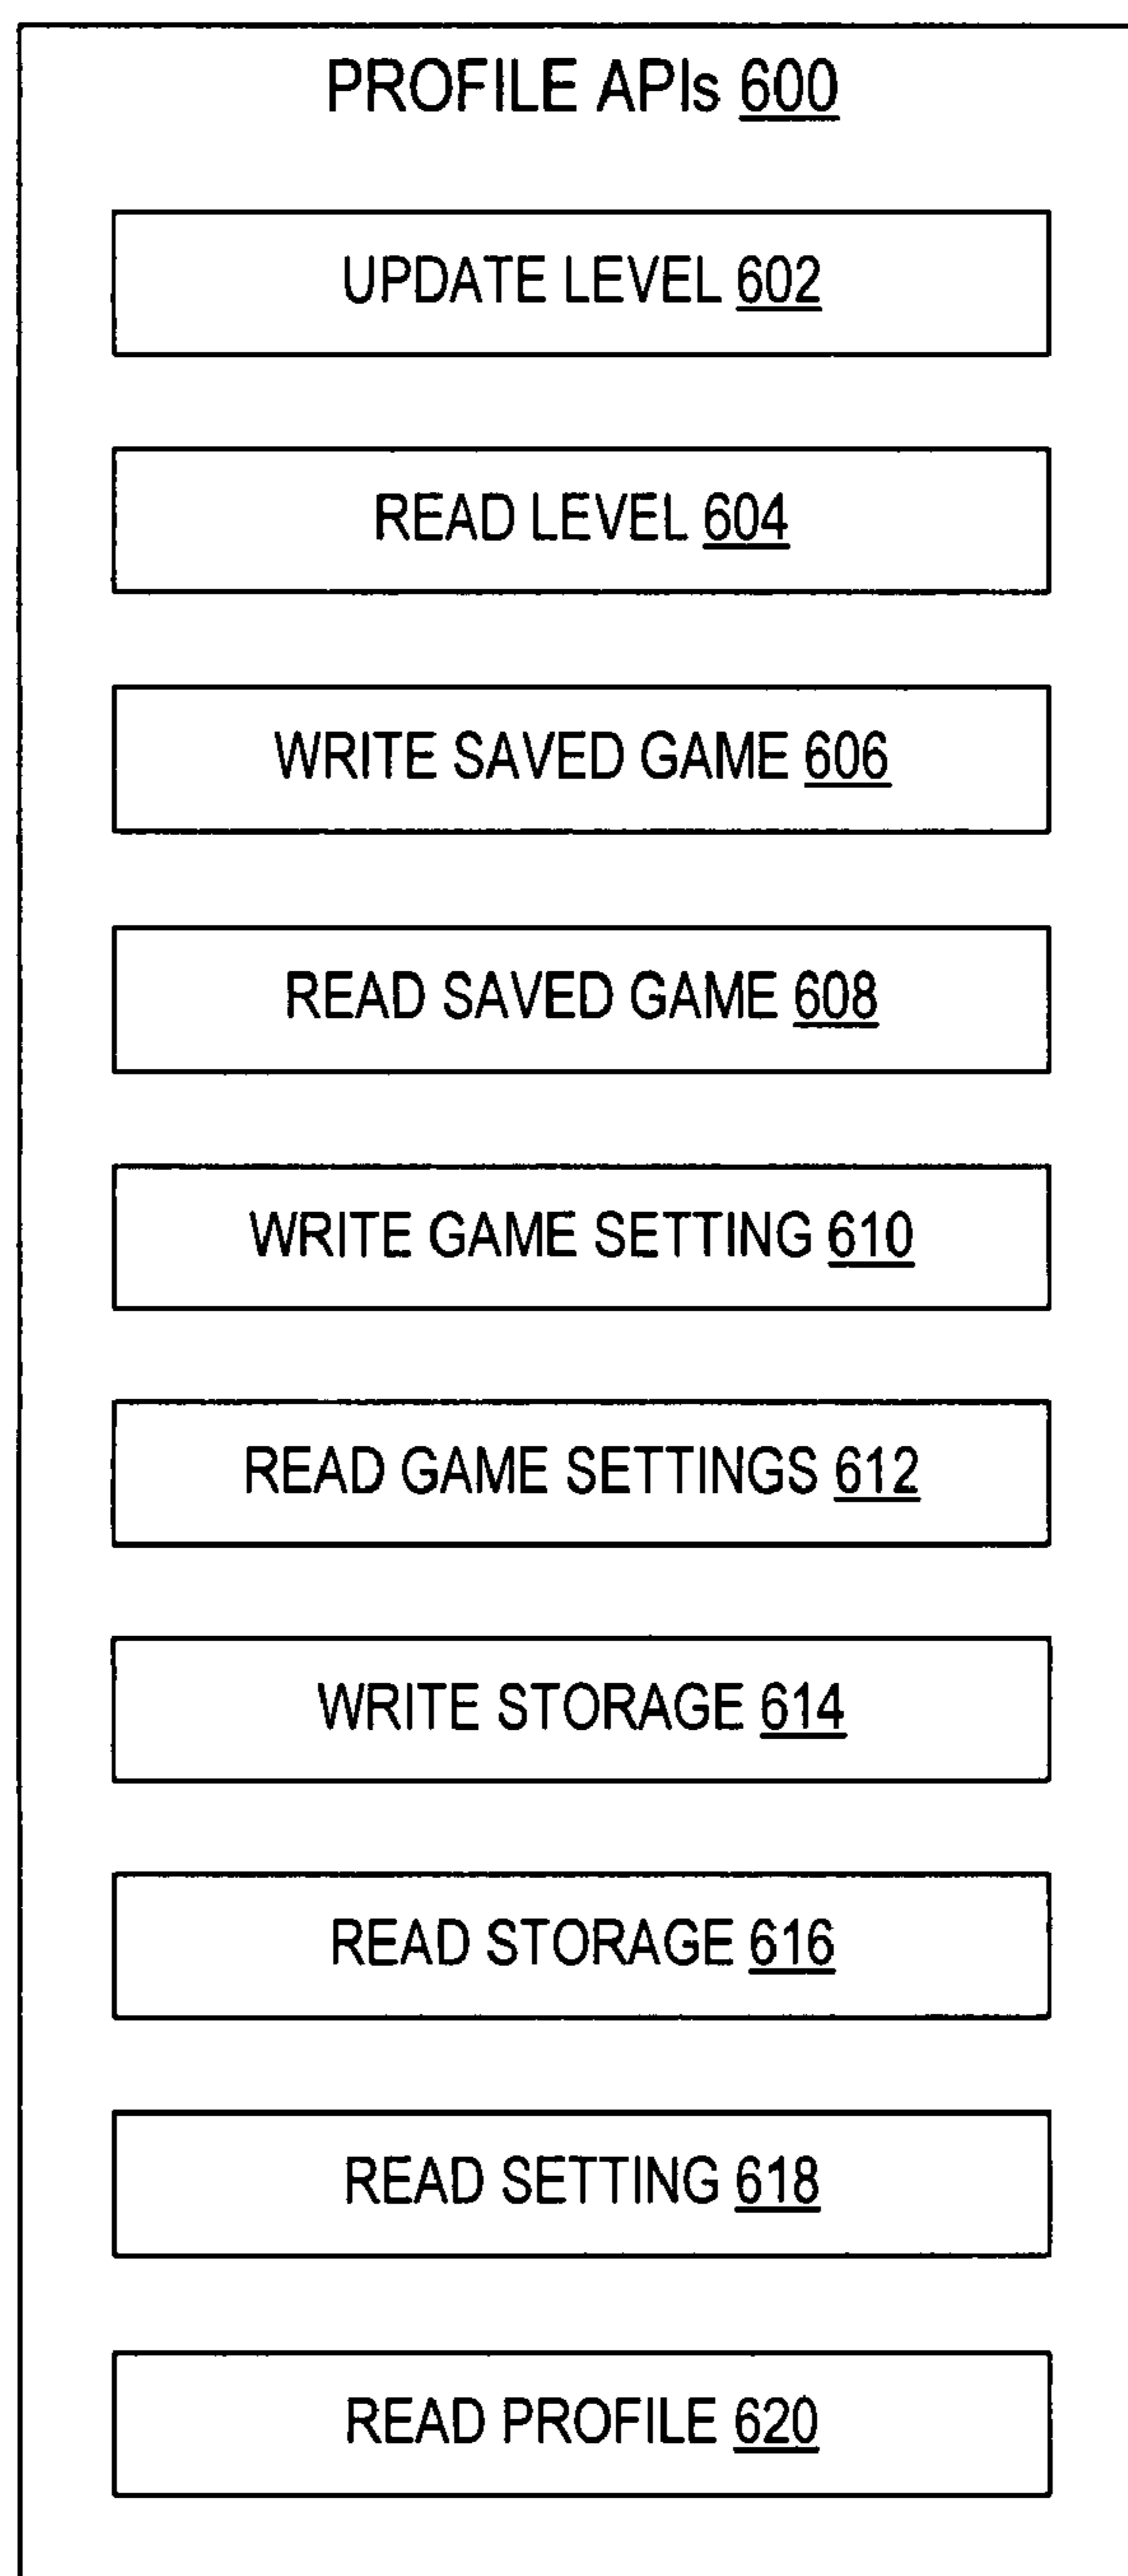 PROFILE APIs 600
UPDATE LEVEL 602
READ LEVEL 604
WRITE SAVED GAME 606
READ SAVED GAME 608
WRITE GAME SETTING 610
READ GAME SETTINGS 612
WRITE STORAGE 614
READ STORAGE 616
READ SETTING 618
READ PROFILE 620